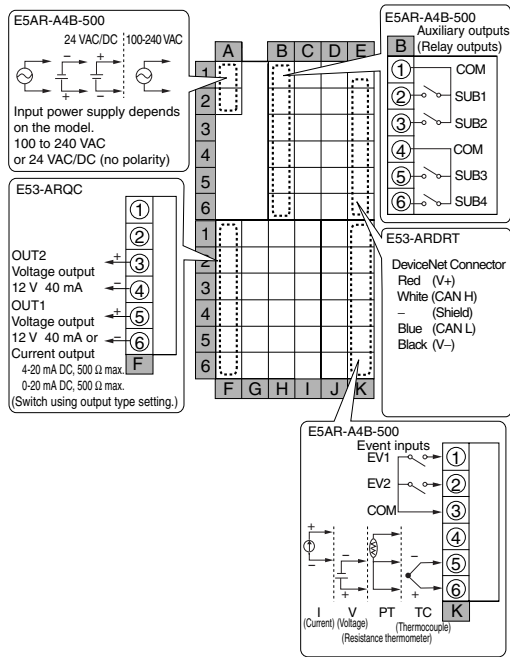 E5AR-A4B-500
24 VAC/DC 100-240 VAC
− + − +
Input power supply depends
on the model.
100 to 240 VAC
or 24 VAC/DC (no polarity)
A B C D E
1
2
3
4
5
6
1
2
3
4
5
6
F G H I J K
E5AR-A4B-500
Auxiliary outputs
(Relay outputs)
B
1 COM
2 SUB1
3 SUB2
4 COM
5 SUB3
6 SUB4
E53-ARQC
1
2
OUT2 + 3
Voltage output
12 V 40 mA − 4
OUT1 + 5
Voltage output
12 V 40 mA or − 6
Current output F
4-20 mA DC, 500 Ω max.
0-20 mA DC, 500 Ω max.
(Switch using output type setting.)
E53-ARDRT
DeviceNet Connector
Red (V+)
White (CAN H)
− (Shield)
Blue (CAN L)
Black (V−)
E5AR-A4B-500
Event inputs
EV1 1
EV2 2
COM 3
4
5
6
+ − − + − +
I V PT TC K
(Current) (Voltage) (Thermocouple)
(Resistance thermometer)